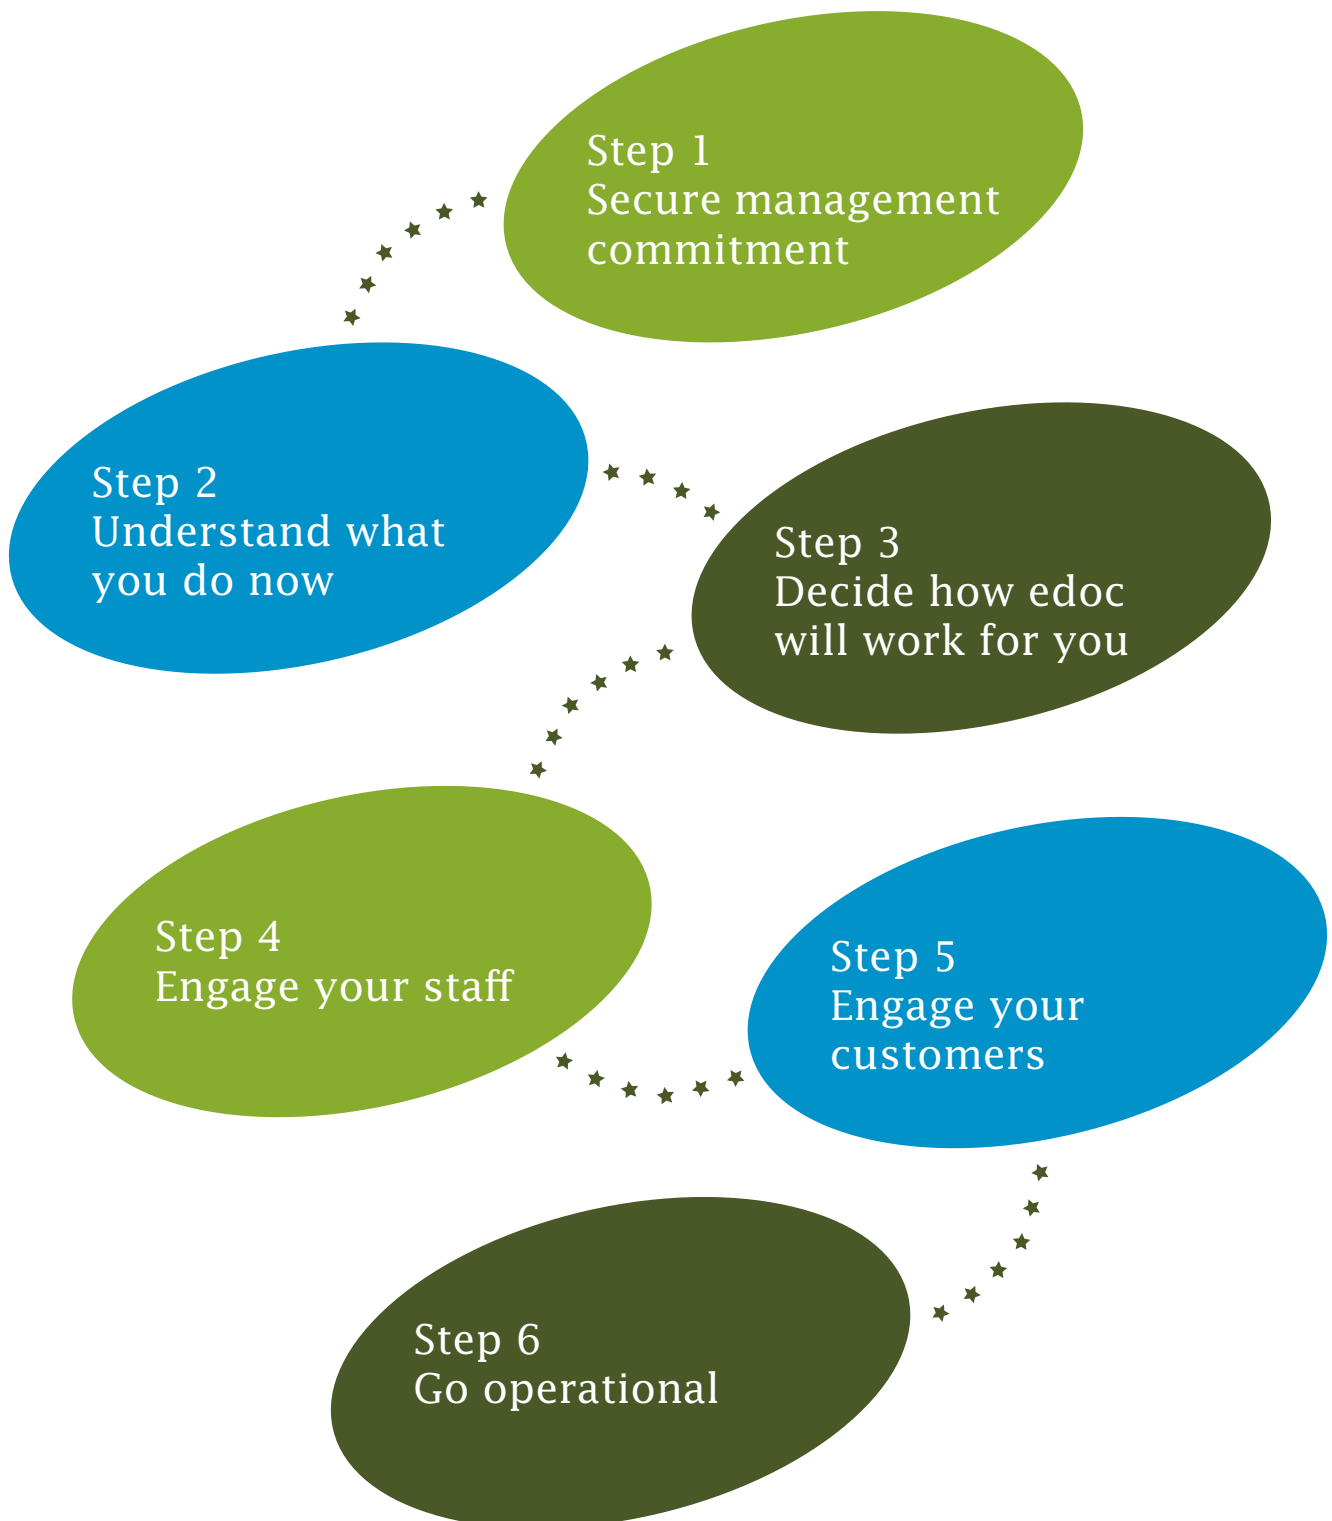 Step 1
Secure management
commitment
Step 2
Understand what
you do now
Step 3
Decide how edoc
will work for you
Step 4
Engage your staff
Step 5
Engage your
customers
Step 6
Go operational